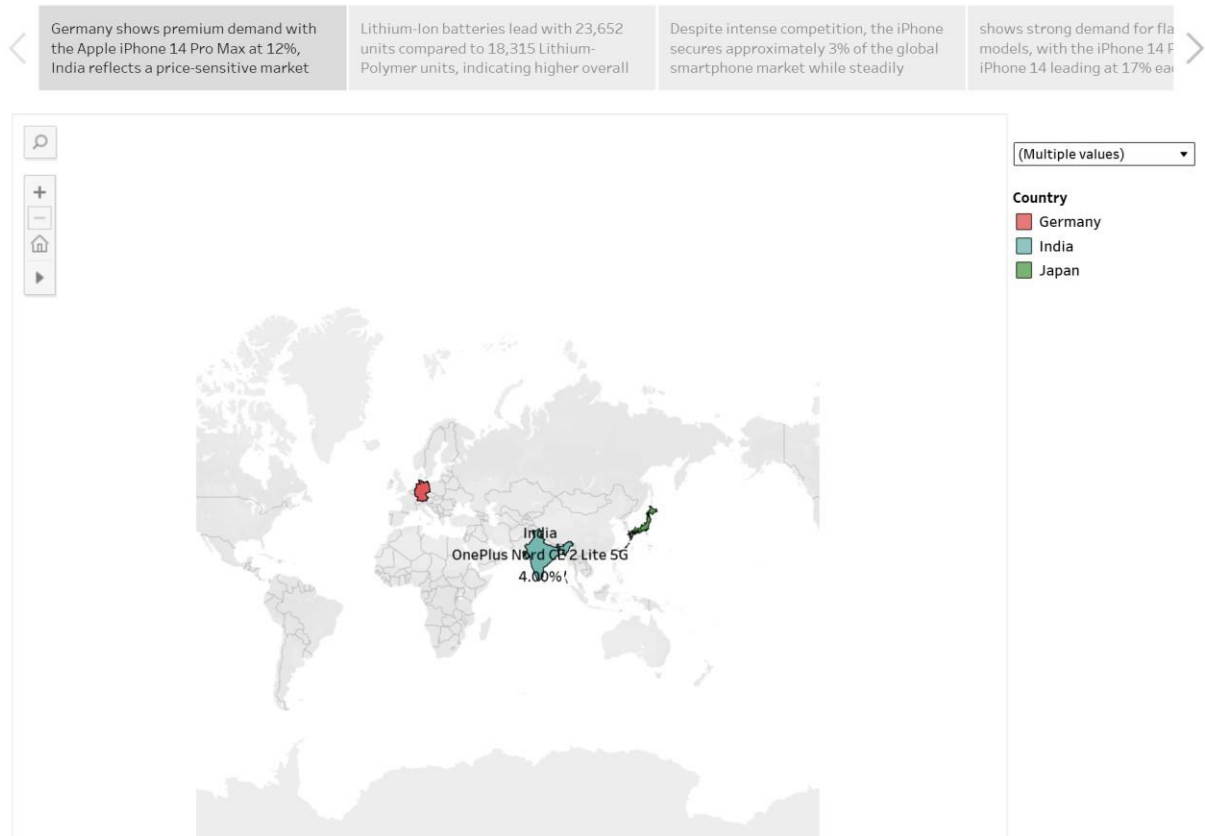 Germany shows premium demand with
the Apple iPhone 14 Pro Max at 12%,
India reflects a price-sensitive market
Lithium-Ion batteries lead with 23,652
units compared to 18,315 Lithium-
Polymer units, indicating higher overall
Despite intense competition, the iPhone
secures approximately 3% of the global
smartphone market while steadily
shows strong demand for fla
models, with the iPhone 14 P
iPhone 14 leading at 17% ea
(Multiple values)
Country
Germany
India
Japan
India
OnePlus Nord CE 2 Lite 5G
4.00%